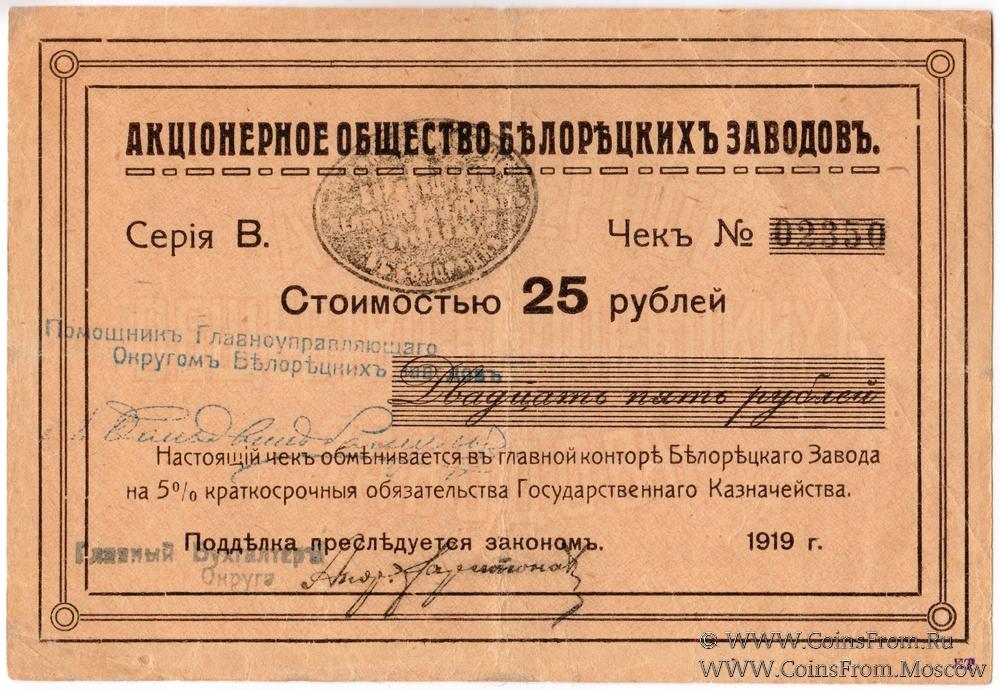 АКЦІОНЕРНОЕ ОБЩЕСТВО БѢЛОРѢЦКИХЪ ЗАВОДОВЪ.
Серія В. Чекъ № 02350
Стоимостью 25 рублей
Помощникъ Главноуправляющаго
Округомъ Бѣлорѣцкихъ
Двадцать пять рублей
Настоящій чекъ обмѣнивается въ главной конторѣ Бѣлорѣцкаго Завода
на 5% краткосрочныя обязательства Государственнаго Казначейства.
Поддѣлка преслѣдуется закономъ. 1919 г.
Главный Бухгалтеръ
Округа
© WWW.CoinsFrom.Ru
WWW.CoinsFrom.Moscow